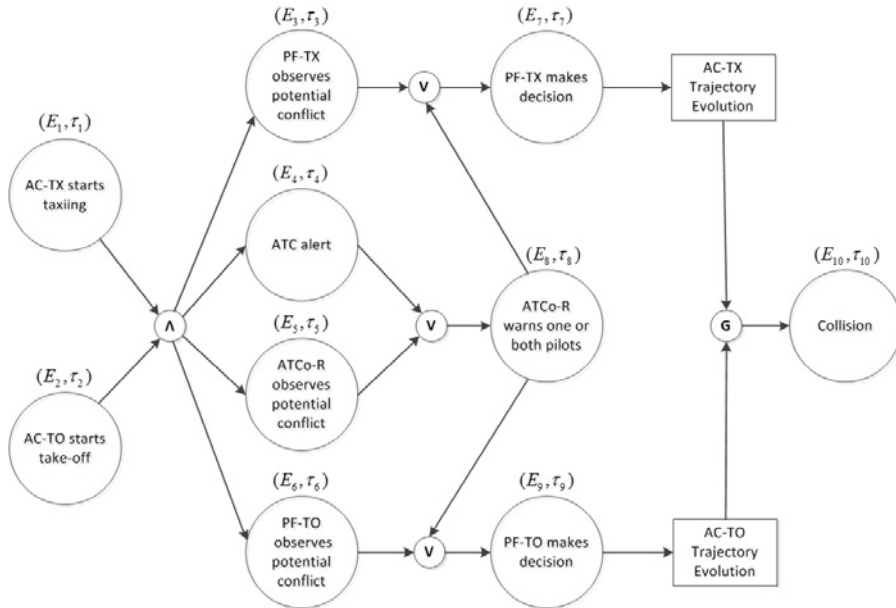 (E₃, τ₃)
PF-TX
observes
potential
conflict
V
(E₇, τ₇)
PF-TX makes
decision
AC-TX
Trajectory
Evolution
(E₁, τ₁)
AC-TX starts
taxiing
(E₄, τ₄)
ATC alert
Λ
(E₂, τ₂)
AC-TO starts
take-off
(E₅, τ₅)
ATCo-R
observes
potential
conflict
V
(E₈, τ₈)
ATCo-R
warns one or
both pilots
G
(E₁₀, τ₁₀)
Collision
(E₆, τ₆)
PF-TO
observes
potential
conflict
V
(E₉, τ₉)
PF-TO makes
decision
AC-TO
Trajectory
Evolution